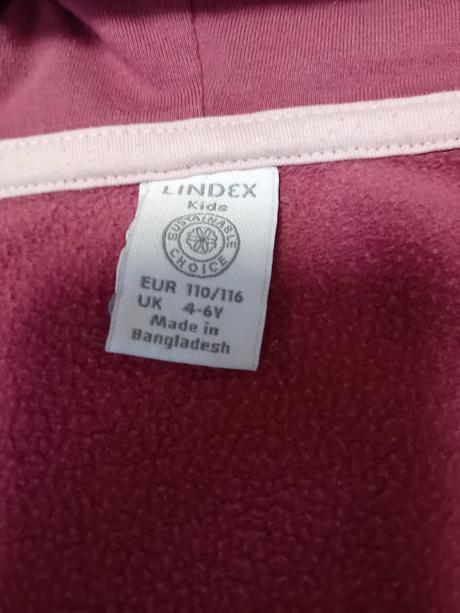 LINDEX
Kids
SUSTAINABLE
CHOICE
EUR 110/116
UK 4-6Y
Made in
Bangladesh